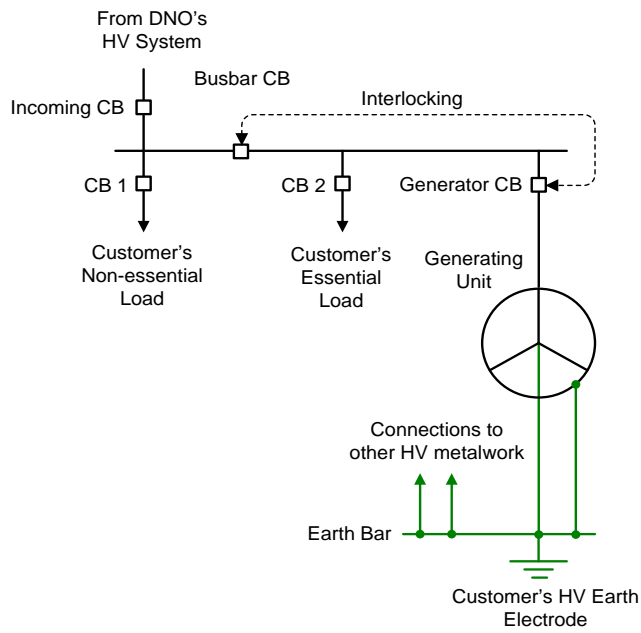 From DNO's
HV System
Busbar CB
Incoming CB
Interlocking
CB 1
CB 2
Generator CB
Customer's
Non-essential
Load
Customer's
Essential
Load
Generating
Unit
Connections to
other HV metalwork
Earth Bar
Customer's HV Earth
Electrode